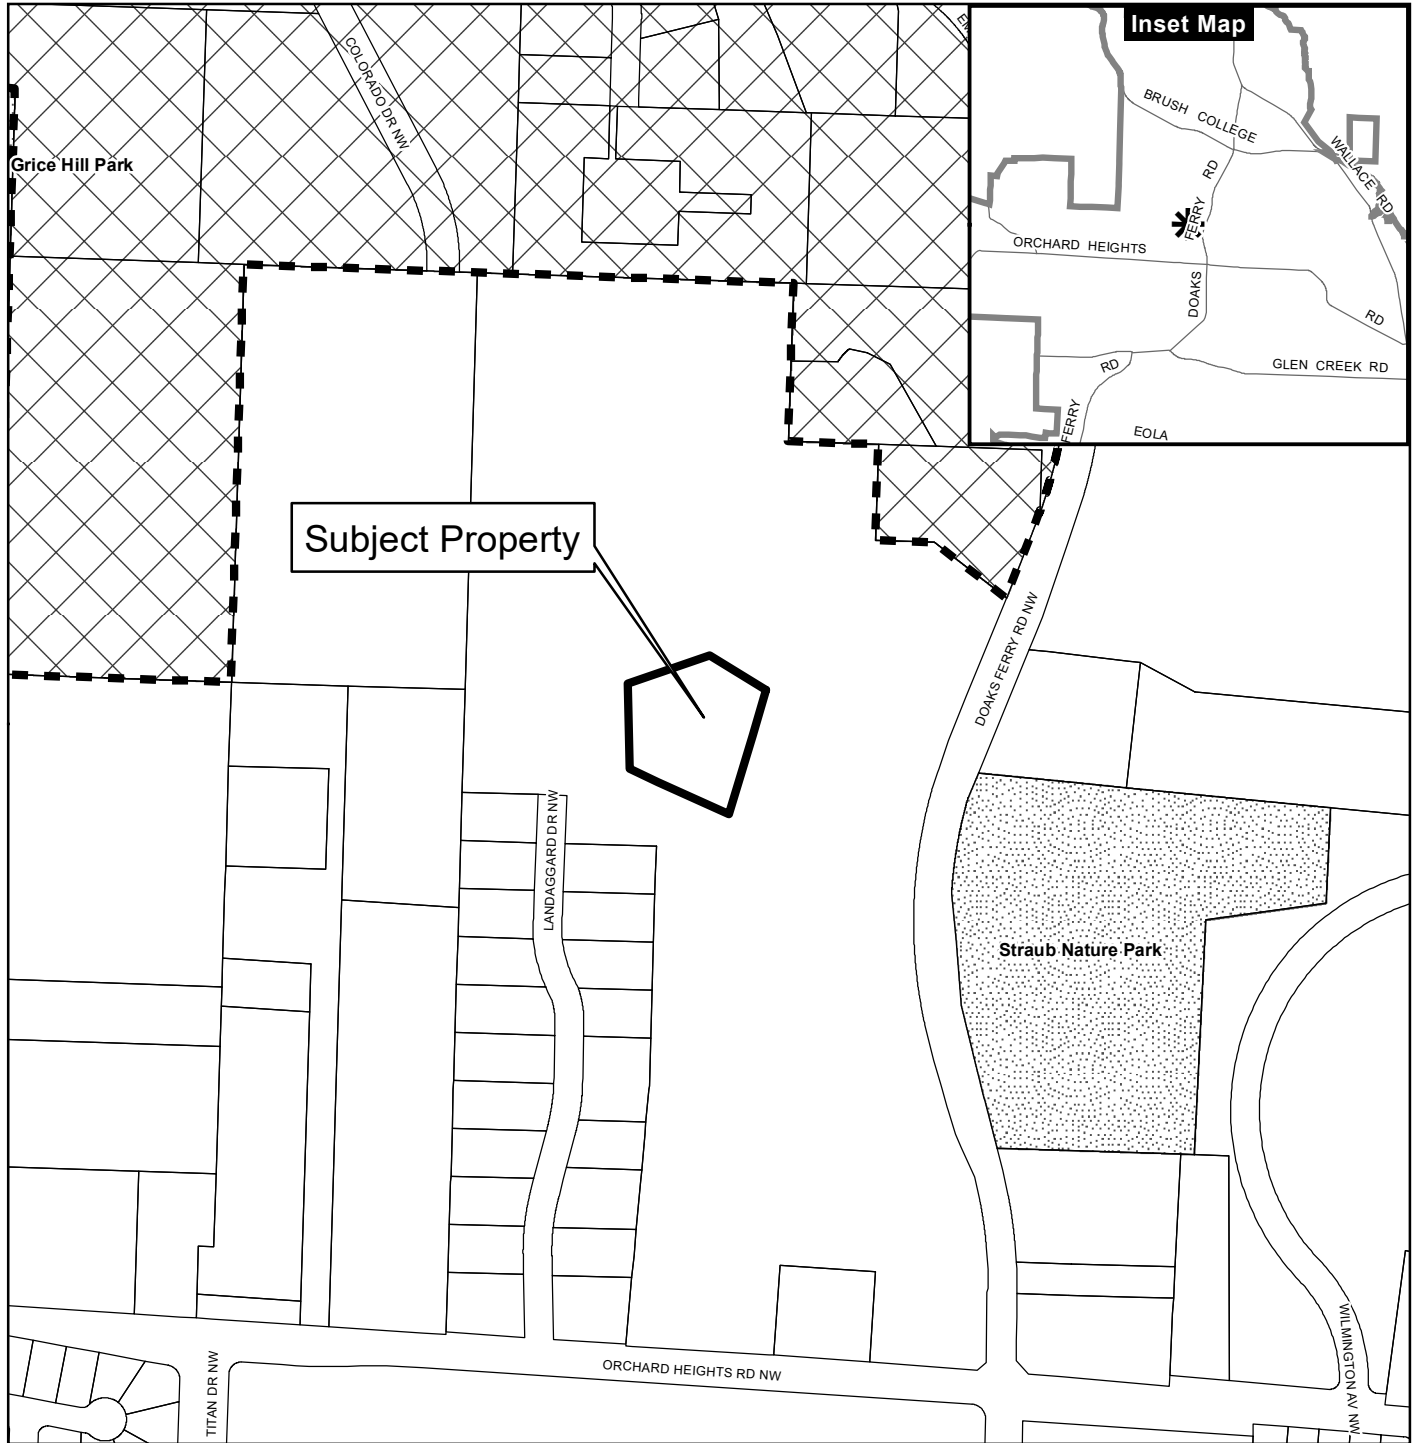 Inset Map
BRUSH COLLEGE
RD
WALLACE RD
FERRY
ORCHARD HEIGHTS
DOAKS
RD
RD
GLEN CREEK RD
FERRY
EOLA
COLORADO DR NW
Grice Hill Park
Subject Property
DOAKS FERRY RD NW
LANDAGGARD DR NW
Straub Nature Park
WILMINGTON AV NW
ORCHARD HEIGHTS RD NW
TITAN DR NW